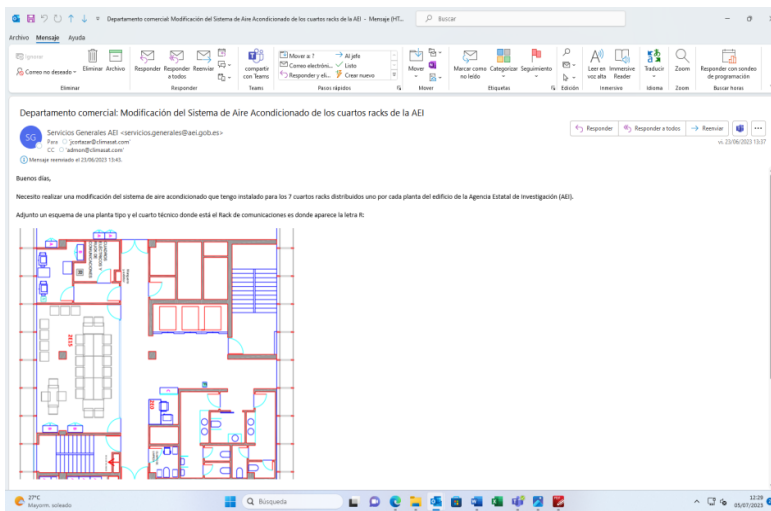 Departamento comercial: Modificación del Sistema de Aire Acondicionado de los cuartos racks de la AEI - Mensaje (HT...
Buscar
Archivo Mensaje Ayuda
Ignorar
Correo no deseado
Eliminar
Archivo
Responder
Responder a todos
Reenviar
compartir con Teams
Mover a ?
Al jefe
Correo electróni...
Listo
Responder y eli...
Crear nuevo
Mover
Marcar como no leído
Categorizar
Seguimiento
Leer en voz alta
Immersive Reader
Traducir
Zoom
Responder con sondeo de programación
Eliminar
Responder
Teams
Pasos rápidos
Mover
Etiquetas
Edición
Inmersive
Idioma
Zoom
Buscar horas
Departamento comercial: Modificación del Sistema de Aire Acondicionado de los cuartos racks de la AEI
SG
Servicios Generales AEI <servicios.generales@aei.gob.es>
Para 'jcortazar@climasat.com'
CC 'admon@climasat.com'
Mensaje reenviado el 23/06/2023 13:45.
Responder
Responder a todos
Reenviar
vi. 23/06/2023 13:37
Buenos días,
Necesito realizar una modificación del sistema de aire acondicionado que tengo instalado para los 7 cuartos racks distribuidos uno por cada planta del edificio de la Agencia Estatal de Investigación (AEI).
Adjunto un esquema de una planta tipo y el cuarto técnico donde está el Rack de comunicaciones es donde aparece la letra R:
27°C
Mayorm. soleado
Búsqueda
12:29
05/07/2023